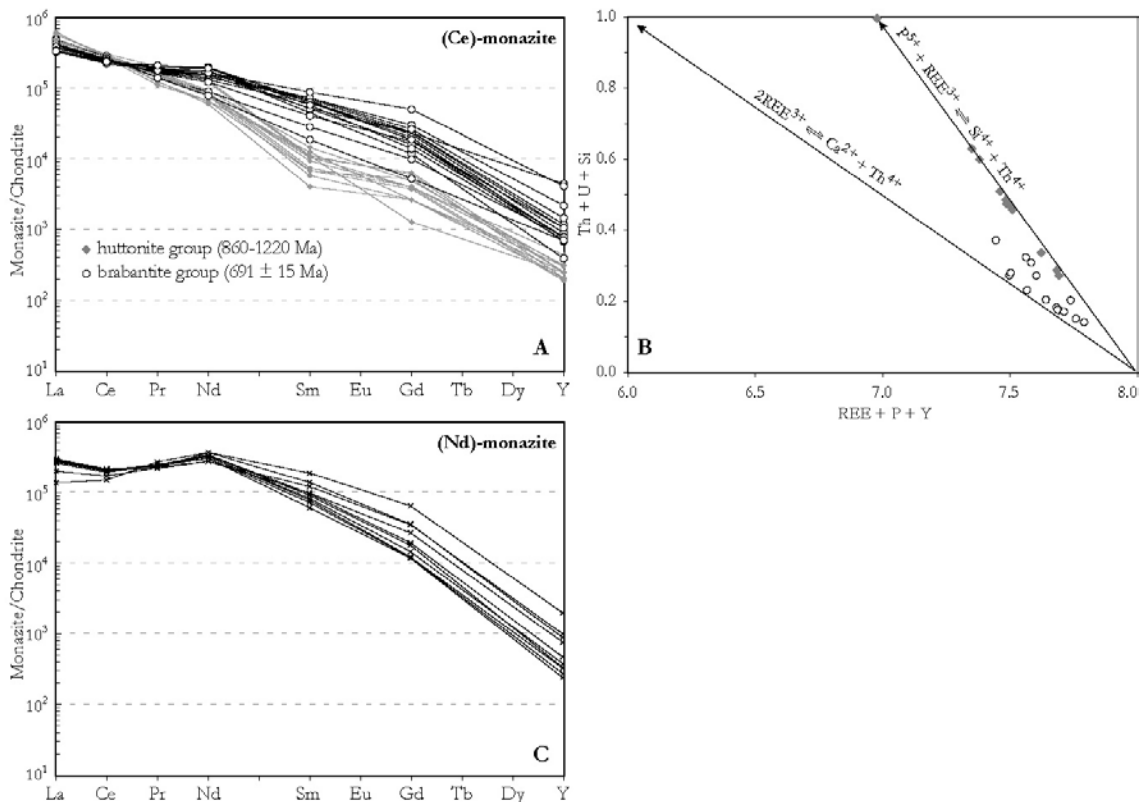 10⁶
(Ce)-monazite
10⁵
10⁴
10³
10²
10¹
Monazite/Chondrite
huttonite group (860-1220 Ma)
brabantite group (691 ± 15 Ma)
A
La Ce Pr Nd Sm Eu Gd Tb Dy Y
1.0
0.8
0.6
0.4
0.2
0.0
Th + U + Si
P⁵⁺ + REE³⁺ ⇌ Si⁴⁺ + Th⁴⁺
2REE³⁺ ⇌ Ca²⁺ + Th⁴⁺
B
6.0 6.5 7.0 7.5 8.0
REE + P + Y
10⁶
(Nd)-monazite
10⁵
10⁴
10³
10²
10¹
Monazite/Chondrite
C
La Ce Pr Nd Sm Eu Gd Tb Dy Y